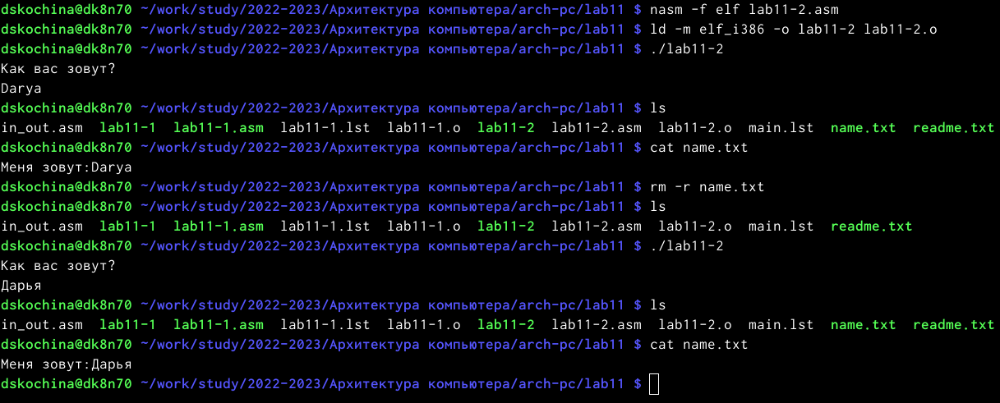 dskochina@dk8n70 ~/work/study/2022-2023/Архитектура компьютера/arch-pc/lab11 $ nasm -f elf lab11-2.asm
dskochina@dk8n70 ~/work/study/2022-2023/Архитектура компьютера/arch-pc/lab11 $ ld -m elf_i386 -o lab11-2 lab11-2.o
dskochina@dk8n70 ~/work/study/2022-2023/Архитектура компьютера/arch-pc/lab11 $ ./lab11-2
Как вас зовут?
Darya
dskochina@dk8n70 ~/work/study/2022-2023/Архитектура компьютера/arch-pc/lab11 $ ls
in_out.asm  lab11-1  lab11-1.asm  lab11-1.lst  lab11-1.o  lab11-2  lab11-2.asm  lab11-2.o  main.lst  name.txt  readme.txt
dskochina@dk8n70 ~/work/study/2022-2023/Архитектура компьютера/arch-pc/lab11 $ cat name.txt
Меня зовут:Darya
dskochina@dk8n70 ~/work/study/2022-2023/Архитектура компьютера/arch-pc/lab11 $ rm -r name.txt
dskochina@dk8n70 ~/work/study/2022-2023/Архитектура компьютера/arch-pc/lab11 $ ls
in_out.asm  lab11-1  lab11-1.asm  lab11-1.lst  lab11-1.o  lab11-2  lab11-2.asm  lab11-2.o  main.lst  readme.txt
dskochina@dk8n70 ~/work/study/2022-2023/Архитектура компьютера/arch-pc/lab11 $ ./lab11-2
Как вас зовут?
Дарья
dskochina@dk8n70 ~/work/study/2022-2023/Архитектура компьютера/arch-pc/lab11 $ ls
in_out.asm  lab11-1  lab11-1.asm  lab11-1.lst  lab11-1.o  lab11-2  lab11-2.asm  lab11-2.o  main.lst  name.txt  readme.txt
dskochina@dk8n70 ~/work/study/2022-2023/Архитектура компьютера/arch-pc/lab11 $ cat name.txt
Меня зовут:Дарья
dskochina@dk8n70 ~/work/study/2022-2023/Архитектура компьютера/arch-pc/lab11 $